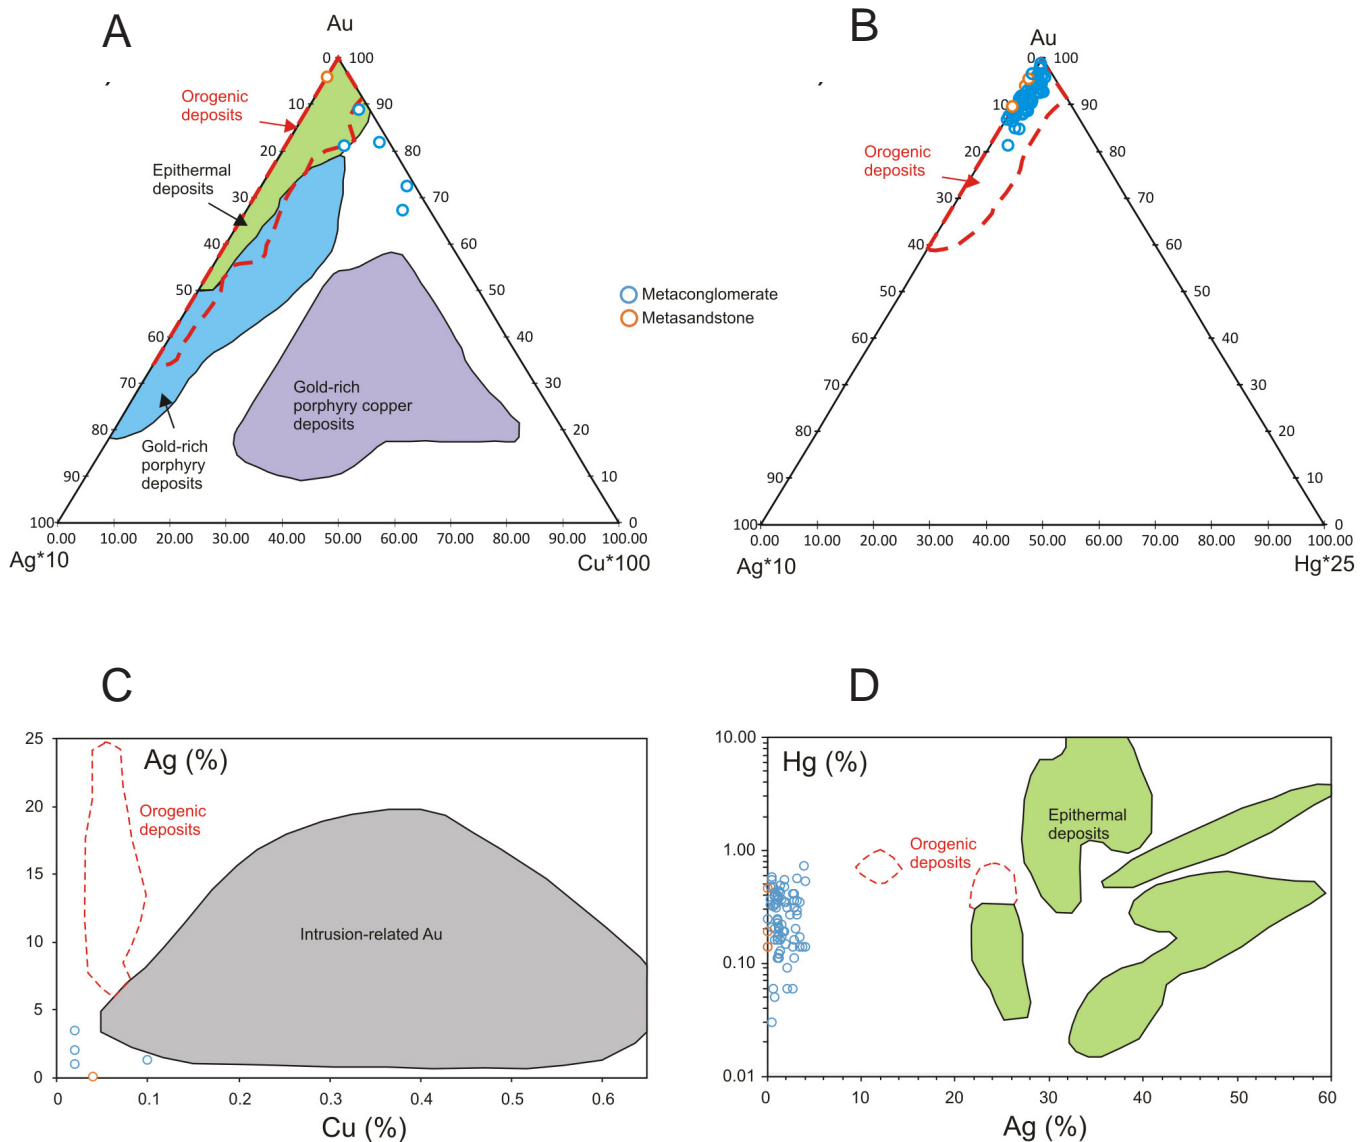 A
Au
0 100
Orogenic
deposits
10 90
20 80
Epithermal
deposits
30 70
40 60
50 50
60 40
70 30
80 20
90 10
100 0
Gold-rich
porphyry copper
deposits
Gold-rich
porphyry
deposits
0.00 10.00 20.00 30.00 40.00 50.00 60.00 70.00 80.00 90.00 100.00
Ag*10 Cu*100
Metaconglomerate
Metasandstone
B
Au
0 100
10 90
Orogenic
deposits
20 80
30 70
40 60
50 50
60 40
70 30
80 20
90 10
100 0
0.00 10.00 20.00 30.00 40.00 50.00 60.00 70.00 80.00 90.00 100.00
Ag*10 Hg*25
C
Ag (%)
25
20
15
10
5
0
Orogenic
deposits
Intrusion-related Au
0 0.1 0.2 0.3 0.4 0.5 0.6
Cu (%)
D
Hg (%)
10.00
1.00
0.10
0.01
Orogenic
deposits
Epithermal
deposits
0 10 20 30 40 50 60
Ag (%)